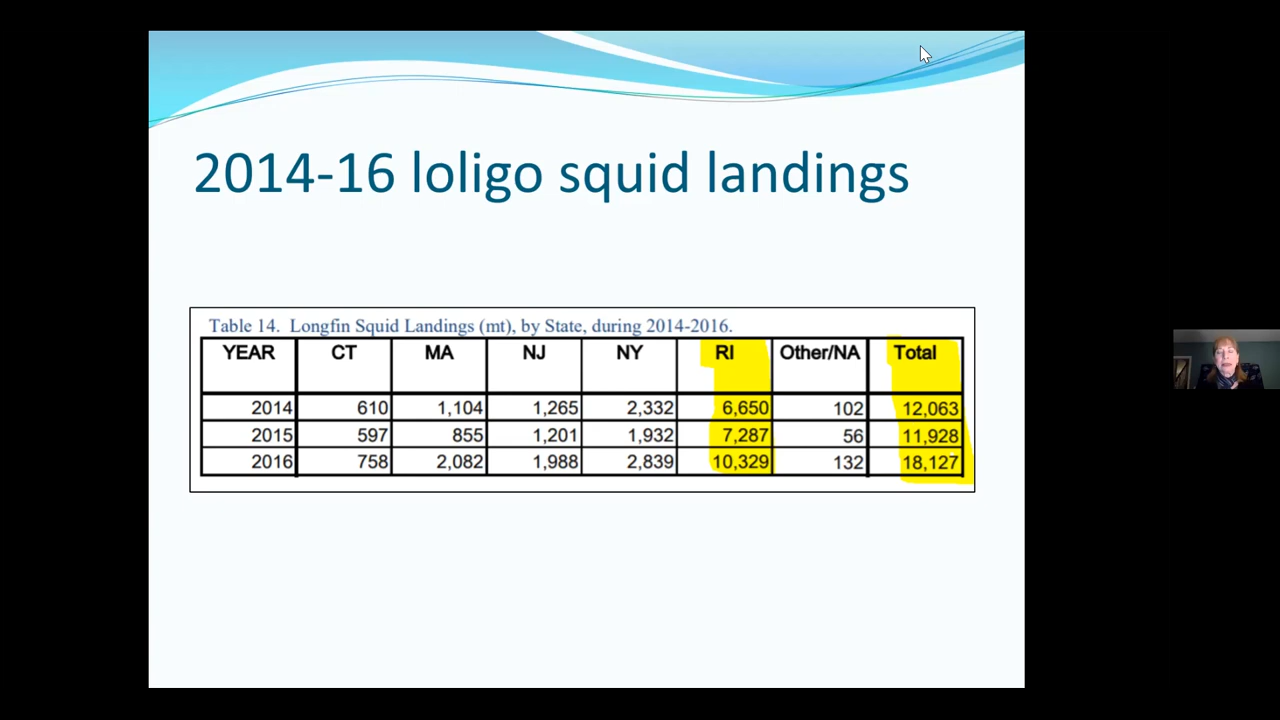 2014-16 loligo squid landings
Table 14. Longfin Squid Landings (mt), by State, during 2014-2016.
YEAR CT MA NJ NY RI Other/NA Total
2014 610 1,104 1,265 2,332 6,650 102 12,063
2015 597 855 1,201 1,932 7,287 56 11,928
2016 758 2,082 1,988 2,839 10,329 132 18,127